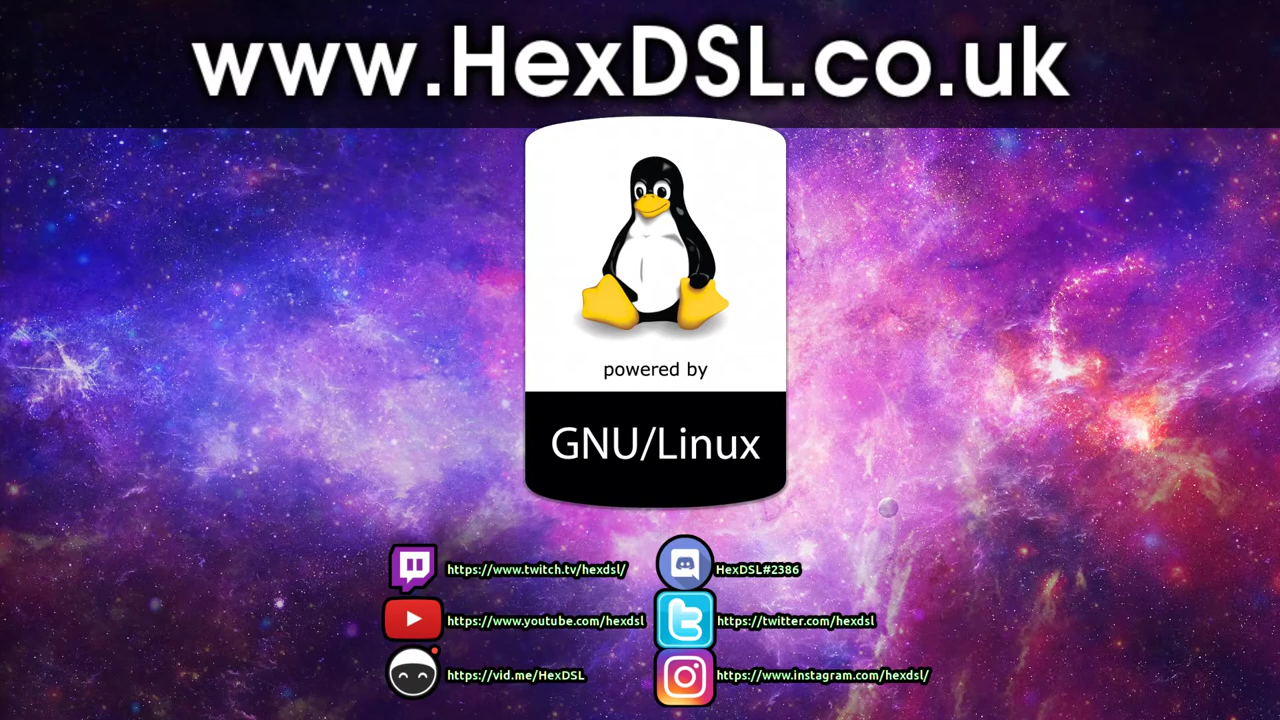 www.HexDSL.co.uk
powered by
GNU/Linux
https://www.twitch.tv/hexdsl/
HexDSL#2386
https://www.youtube.com/hexdsl
https://twitter.com/hexdsl
https://vid.me/HexDSL
https://www.instagram.com/hexdsl/